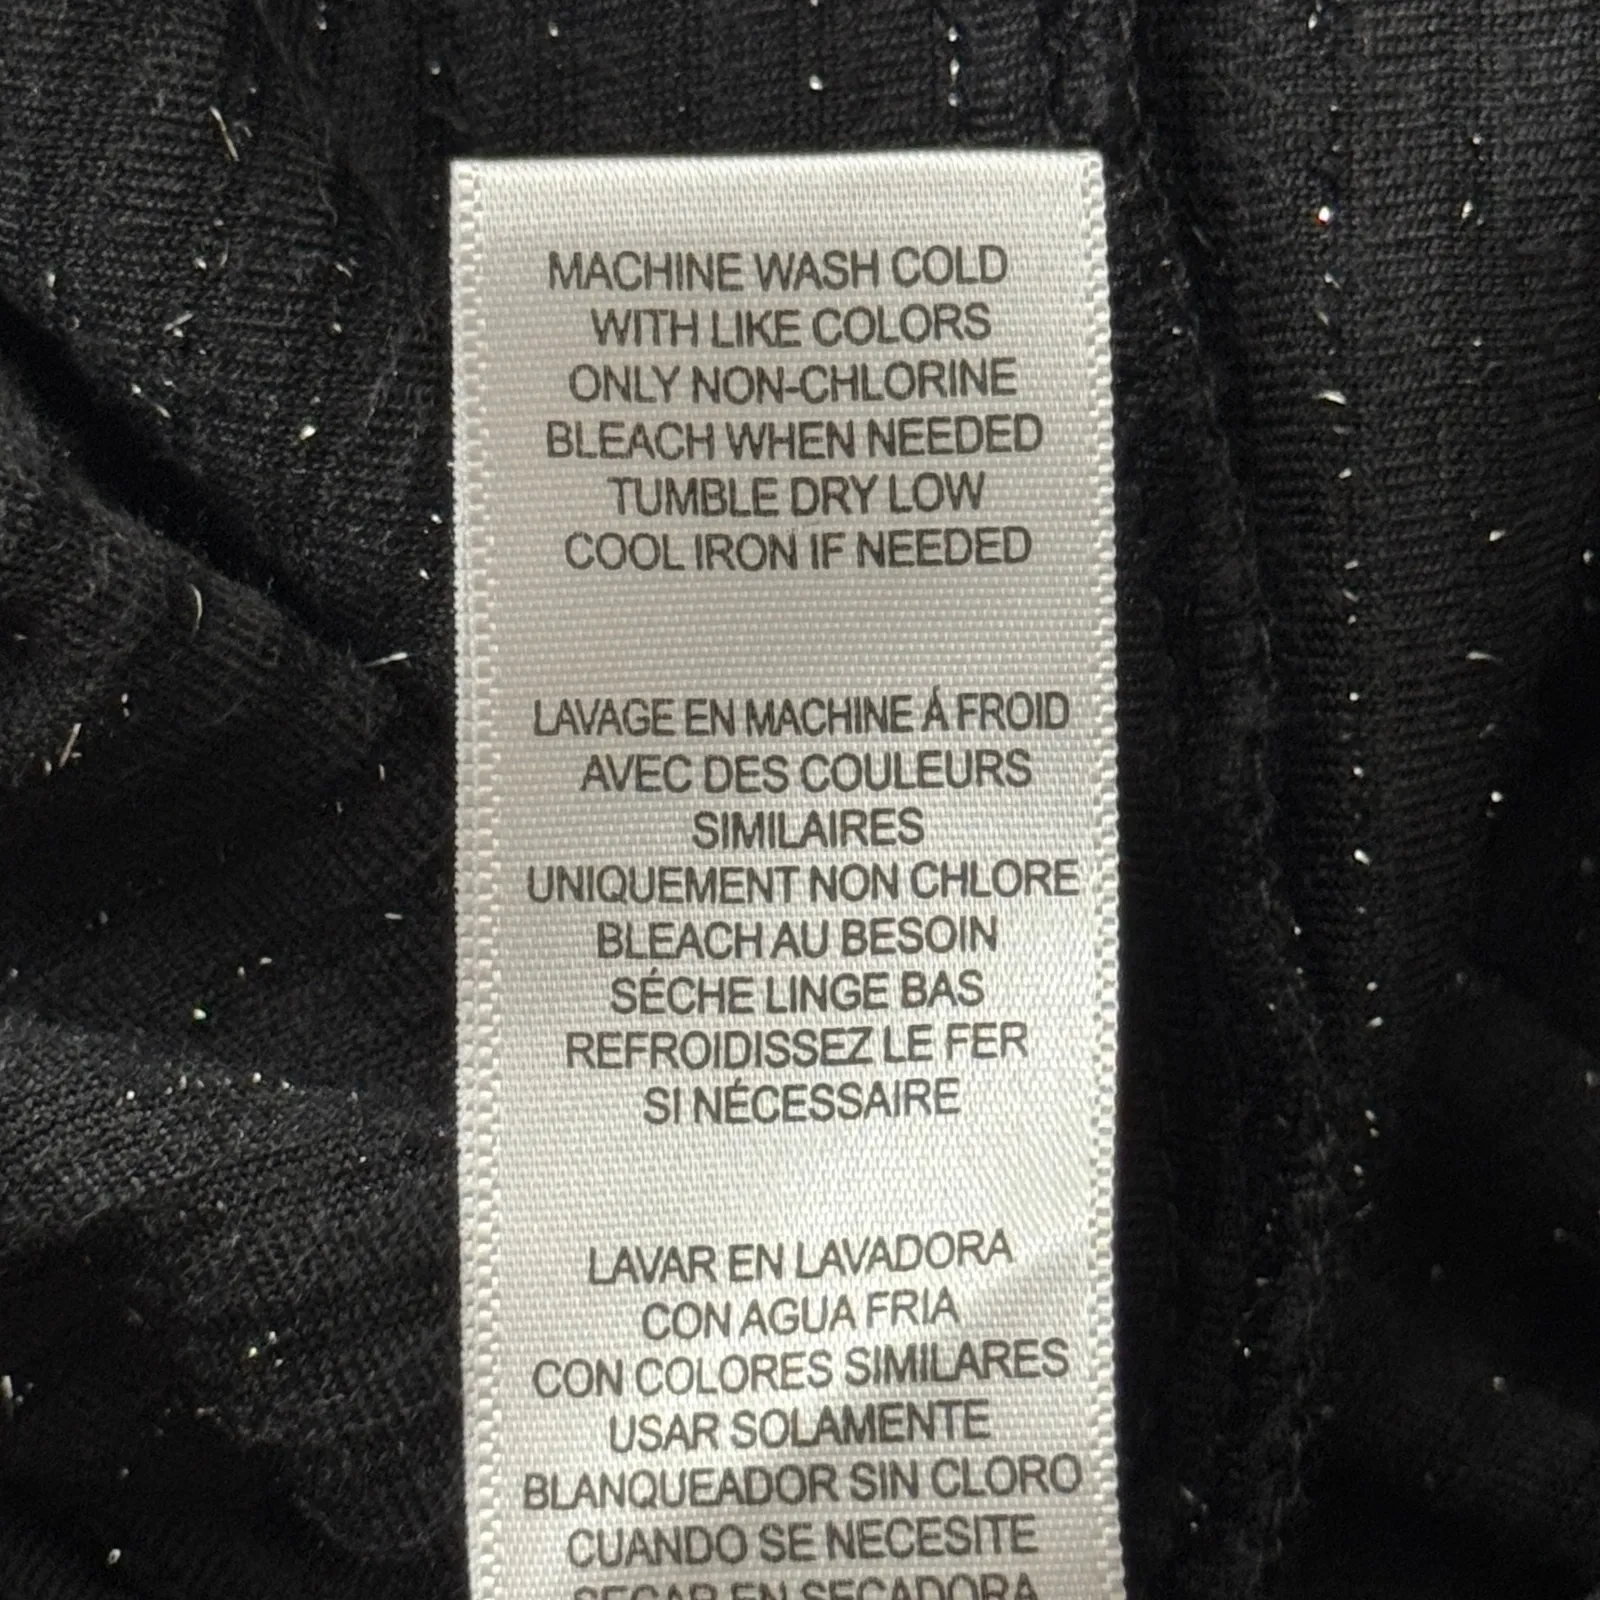 MACHINE WASH COLD
WITH LIKE COLORS
ONLY NON-CHLORINE
BLEACH WHEN NEEDED
TUMBLE DRY LOW
COOL IRON IF NEEDED
LAVAGE EN MACHINE Á FROID
AVEC DES COULEURS
SIMILAIRES
UNIQUEMENT NON CHLORE
BLEACH AU BESOIN
SÉCHE LINGE BAS
REFROIDISSEZ LE FER
SI NÉCESSAIRE
LAVAR EN LAVADORA
CON AGUA FRIA
CON COLORES SIMILARES
USAR SOLAMENTE
BLANQUEADOR SIN CLORO
CUANDO SE NECESITE
SECAR EN SECADORA